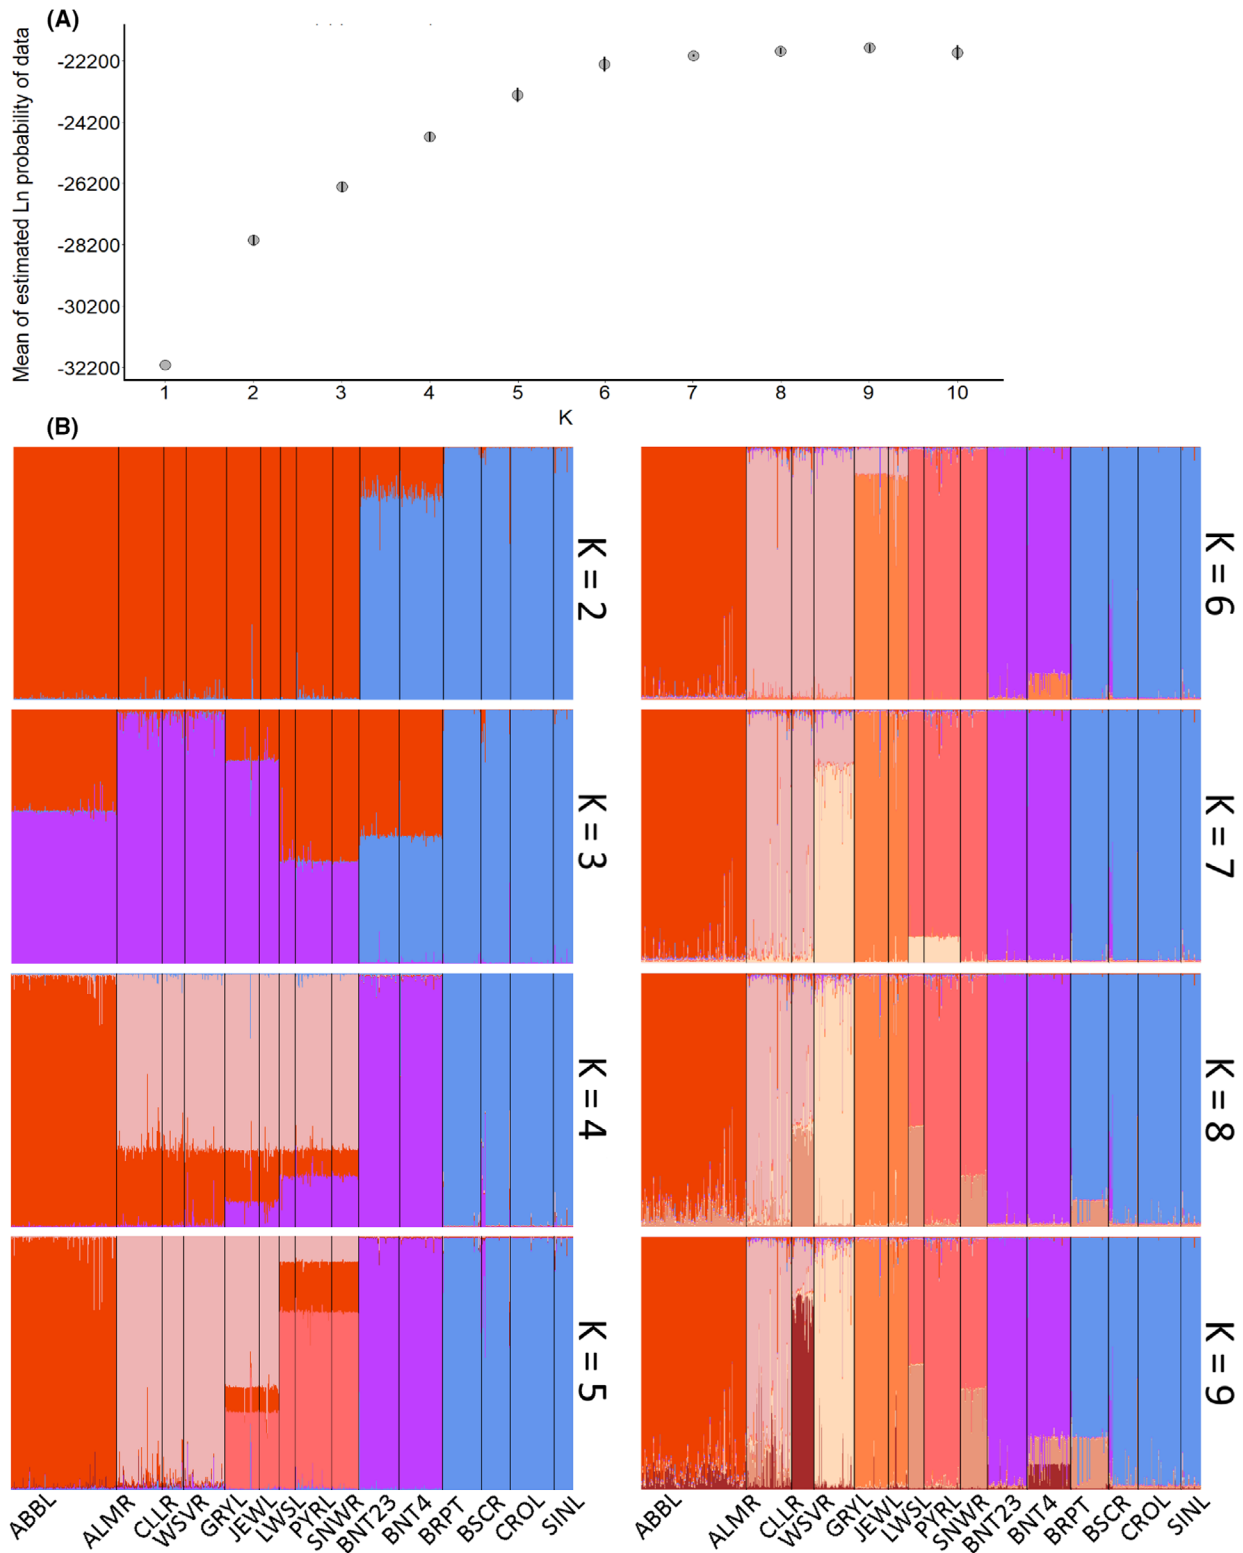 (A)
Mean of estimated Ln probability of data
-22200
-24200
-26200
-28200
-30200
-32200
1 2 3 4 5 6 7 8 9 10
K
(B)
K = 2
K = 6
K = 3
K = 7
K = 4
K = 8
K = 5
K = 9
ABBL ALMR CLLR WSVR GRYL JEWL LWSL PYRL SNWR BNT23 BNT4 BRPT BSCR CROL SINL
ABBL ALMR CLLR WSVR GRYL JEWL LWSL PYRL SNWR BNT23 BNT4 BRPT BSCR CROL SINL